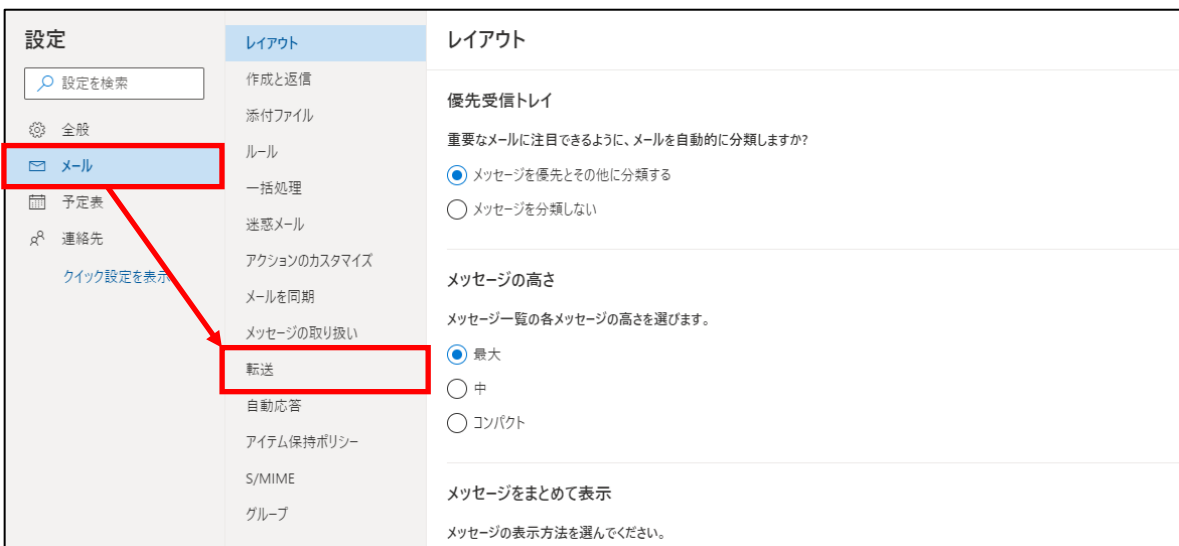 設定
設定を検索
全般
メール
予定表
連絡先
クイック設定を表示
レイアウト
作成と返信
添付ファイル
ルール
一括処理
迷惑メール
アクションのカスタマイズ
メールを同期
メッセージの取り扱い
転送
自動応答
アイテム保持ポリシー
S/MIME
グループ
レイアウト
優先受信トレイ
重要なメールに注目できるように、メールを自動的に分類しますか?
メッセージを優先とその他に分類する
メッセージを分類しない
メッセージの高さ
メッセージ一覧の各メッセージの高さを選びます。
最大
中
コンパクト
メッセージをまとめて表示
メッセージの表示方法を選んでください。